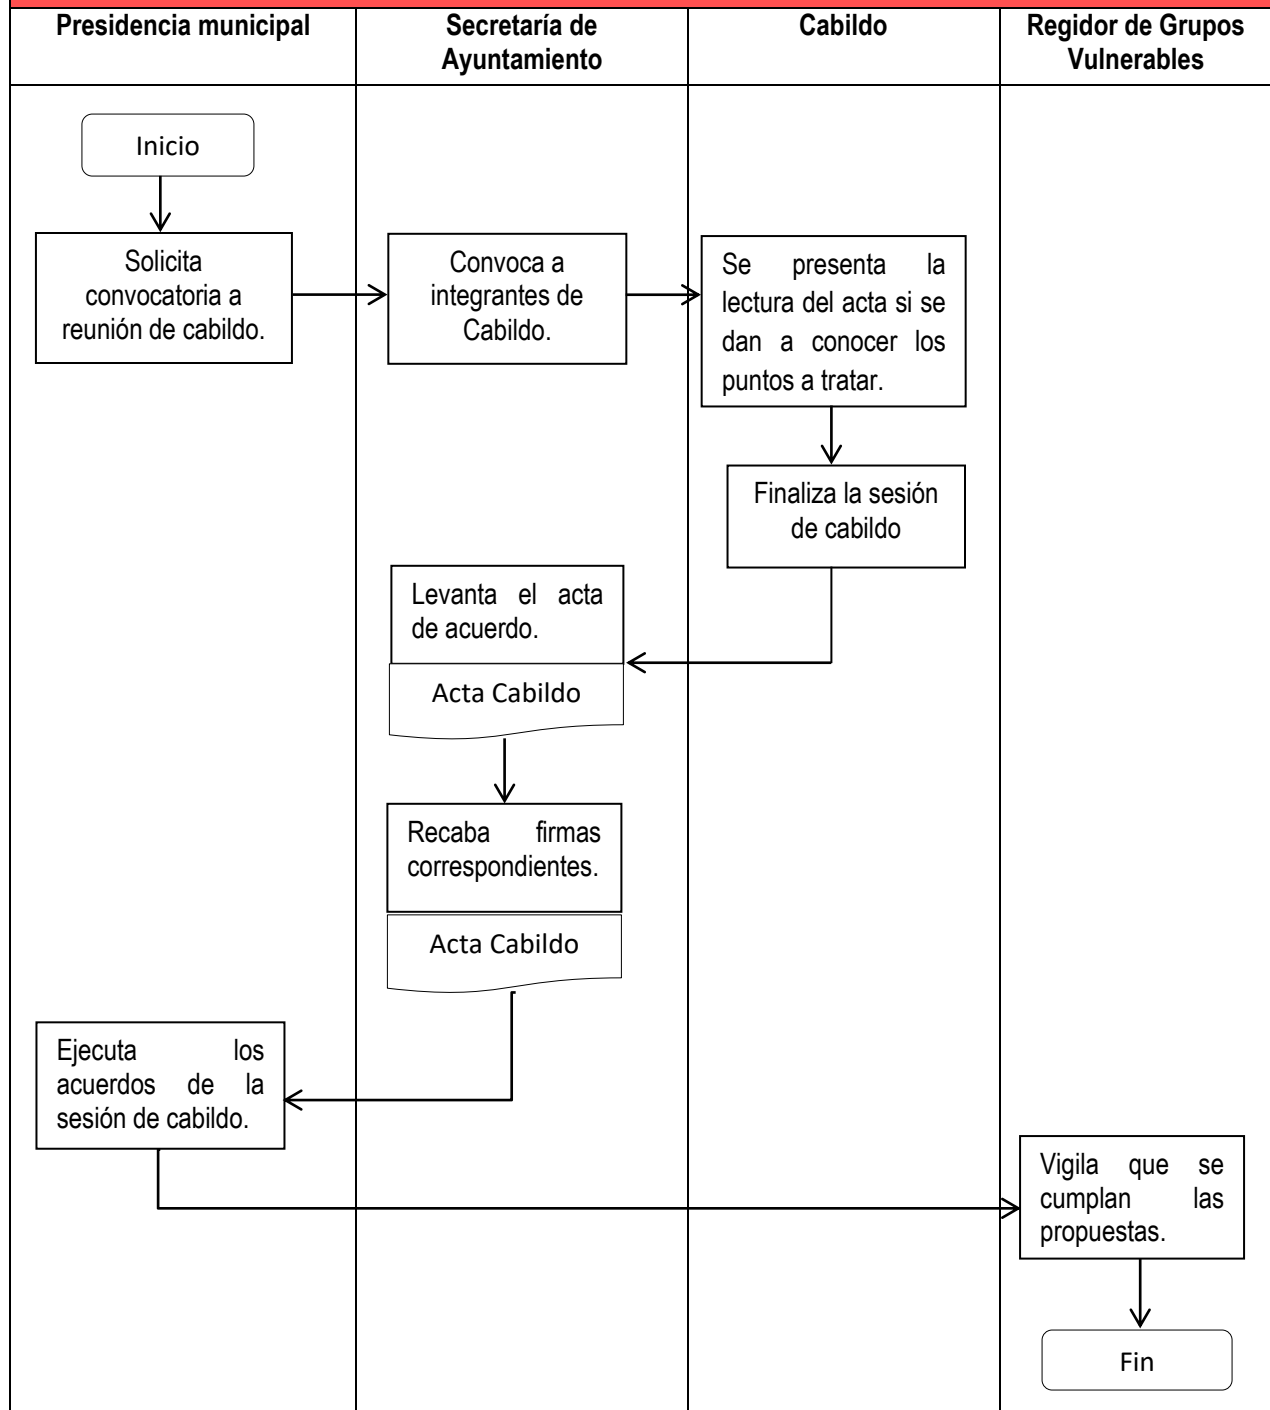 Presidencia municipal
Secretaría de
Ayuntamiento
Cabildo
Regidor de Grupos
Vulnerables
Inicio
Solicita
convocatoria a
reunión de cabildo.
Convoca a
integrantes de
Cabildo.
Se presenta la
lectura del acta si se
dan a conocer los
puntos a tratar.
Finaliza la sesión
de cabildo
Levanta el acta
de acuerdo.
Acta Cabildo
Recaba firmas
correspondientes.
Acta Cabildo
Ejecuta los
acuerdos de la
sesión de cabildo.
Vigila que se
cumplan las
propuestas.
Fin